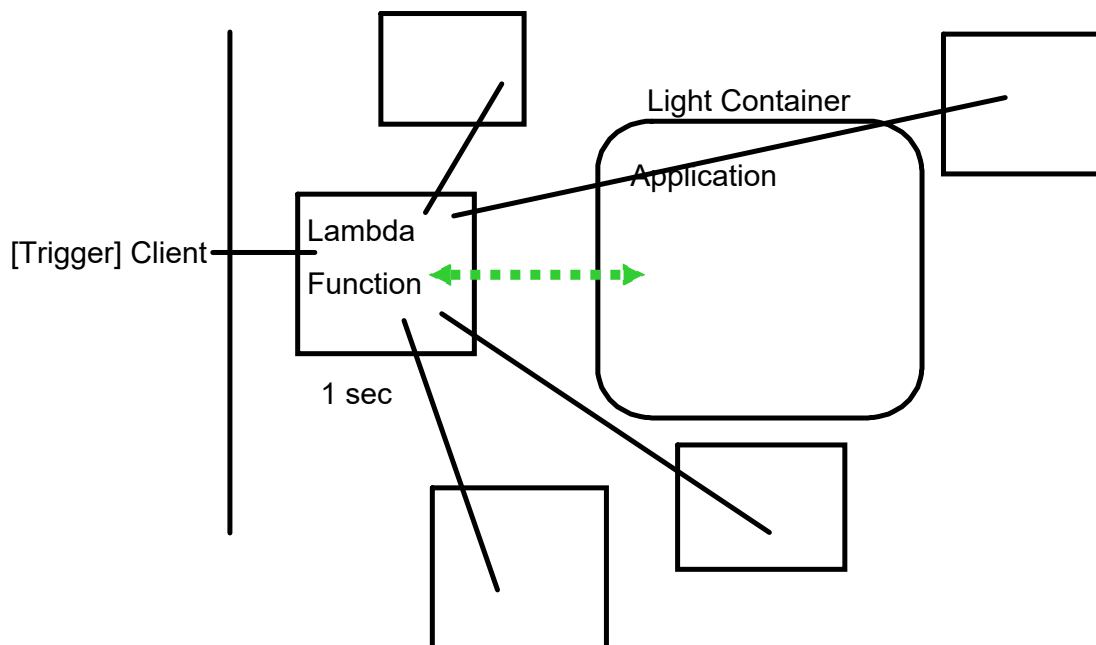 Light Container
Application
Lambda
[Trigger] Client
Function
1 sec